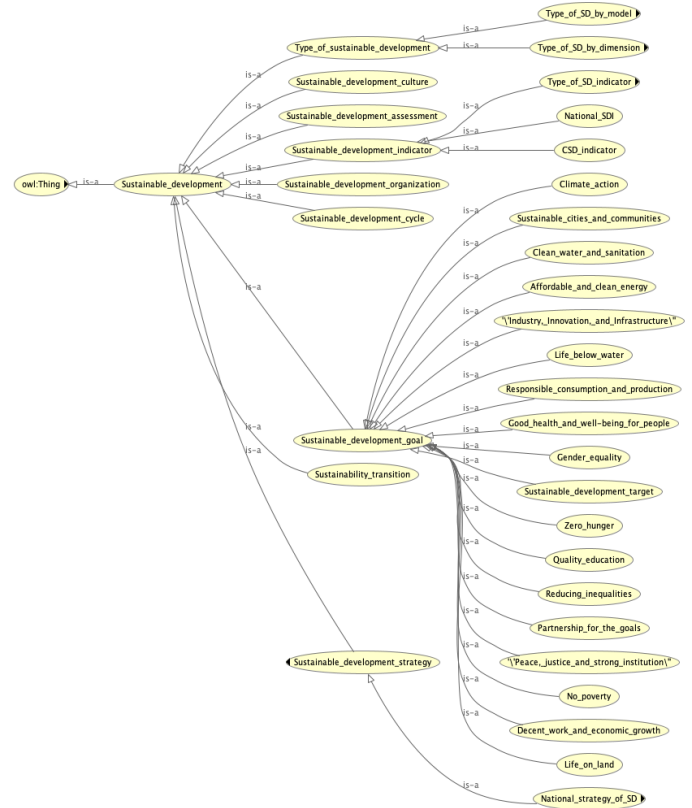 Type_of_SD_by_model
is-a
Type_of_sustainable_development
is-a
Type_of_SD_by_dimension
is-a
Sustainable_development_culture
is-a
Type_of_SD_indicator
is-a
Sustainable_development_assessment
is-a
National_SDI
is-a
Sustainable_development_indicator
is-a
CSD_indicator
is-a
owl:Thing
is-a
Sustainable_development
is-a
Sustainable_development_organization
is-a
Sustainable_development_cycle
Climate_action
is-a
Sustainable_cities_and_communities
is-a
Clean_water_and_sanitation
is-a
Affordable_and_clean_energy
is-a
is-a
"\'Industry,_Innovation,_and_Infrastructure\"
is-a
Life_below_water
is-a
Responsible_consumption_and_production
is-a
Good_health_and_well-being_for_people
is-a
Sustainable_development_goal
is-a
Gender_equality
is-a
is-a
Sustainability_transition
Sustainable_development_target
is-a
Zero_hunger
is-a
Quality_education
is-a
Reducing_inequalities
is-a
Partnership_for_the_goals
is-a
Sustainable_development_strategy
"\'Peace,_justice_and_strong_institution\"
is-a
No_poverty
is-a
Decent_work_and_economic_growth
is-a
Life_on_land
is-a
National_strategy_of_SD